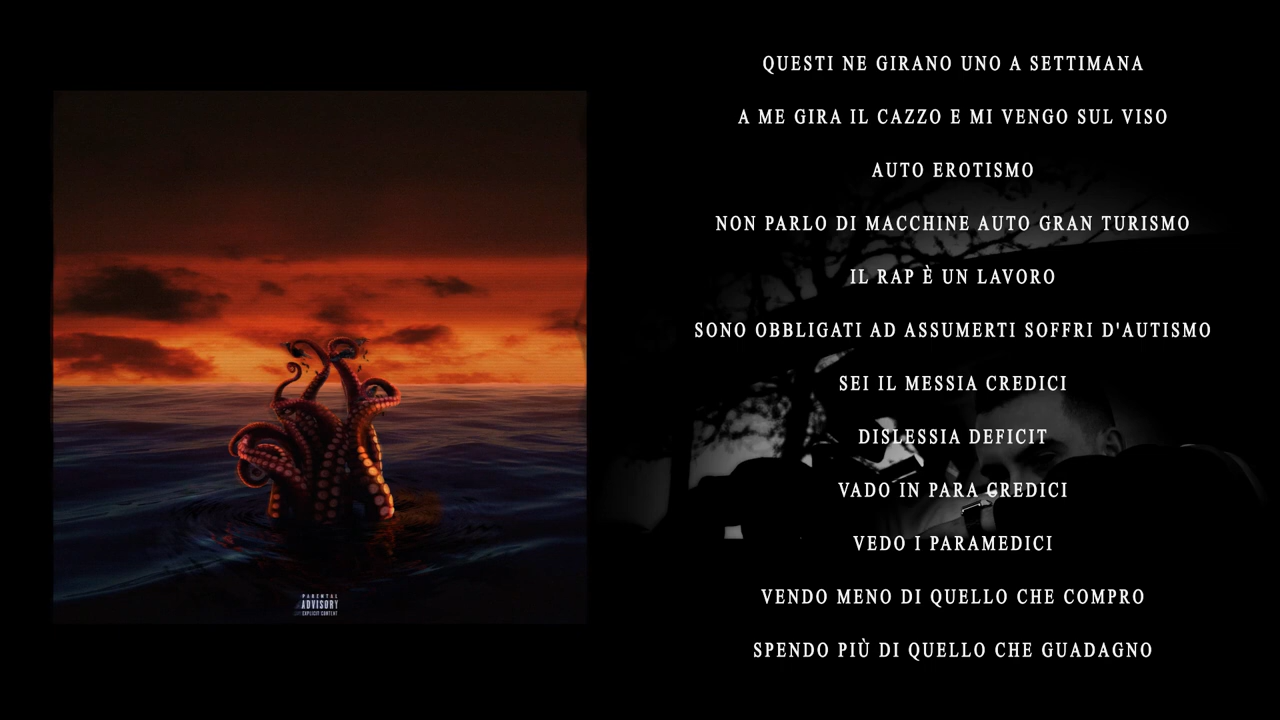 QUESTI NE GIRANO UNO A SETTIMANA
A ME GIRA IL CAZZO E MI VENGO SUL VISO
AUTO EROTISMO
NON PARLO DI MACCHINE AUTO GRAN TURISMO
IL RAP È UN LAVORO
SONO OBBLIGATI AD ASSUMERTI SOFFRI D'AUTISMO
SEI IL MESSIA CREDICI
DISLESSIA DEFICIT
VADO IN PARA CREDICI
VEDO I PARAMEDICI
VENDO MENO DI QUELLO CHE COMPRO
SPENDO PIÙ DI QUELLO CHE GUADAGNO
PARENTAL
ADVISORY
EXPLICIT CONTENT